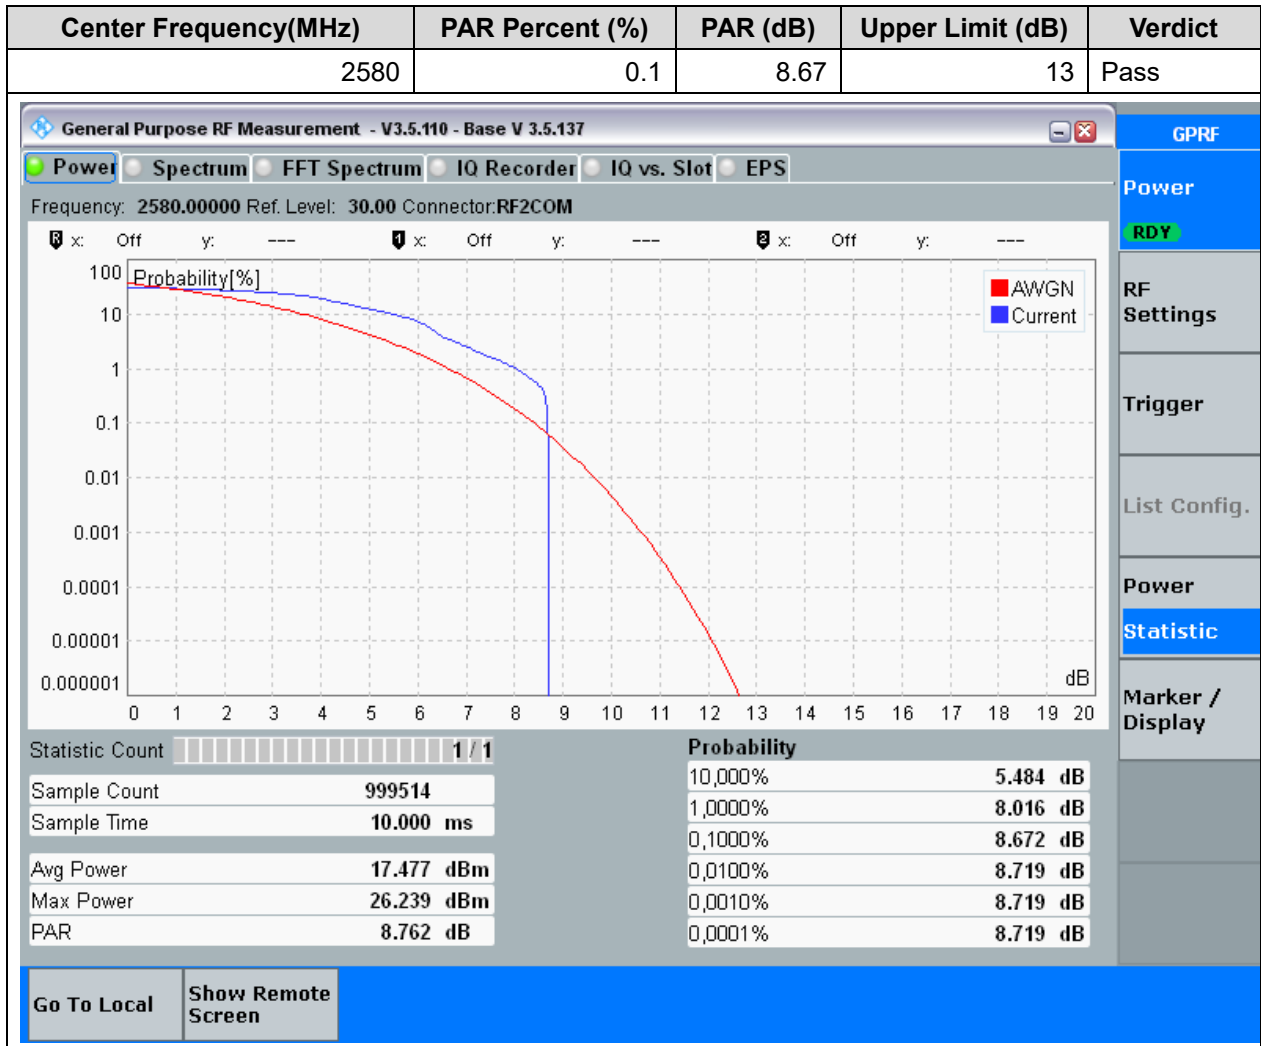 Center Frequency(MHz) PAR Percent (%) PAR (dB) Upper Limit (dB) Verdict
2580 0.1 8.67 13 Pass
General Purpose RF Measurement - V3.5.110 - Base V 3.5.137
GPRF
Power Spectrum FFT Spectrum IQ Recorder IQ vs. Slot EPS
Frequency: 2580.00000 Ref. Level: 30.00 Connector:RF2COM
R x: Off y: --- 1 x: Off y: --- 2 x: Off y: ---
Probability[%]
100
10
1
0.1
0.01
0.001
0.0001
0.00001
0.000001
AWGN
Current
dB
0 1 2 3 4 5 6 7 8 9 10 11 12 13 14 15 16 17 18 19 20
Statistic Count 1 / 1
Sample Count 999514
Sample Time 10.000 ms
Avg Power 17.477 dBm
Max Power 26.239 dBm
PAR 8.762 dB
Probability
10,000% 5.484 dB
1,0000% 8.016 dB
0,1000% 8.672 dB
0,0100% 8.719 dB
0,0010% 8.719 dB
0,0001% 8.719 dB
Power
RDY
RF
Settings
Trigger
List Config.
Power
Statistic
Marker /
Display
Go To Local
Show Remote
Screen